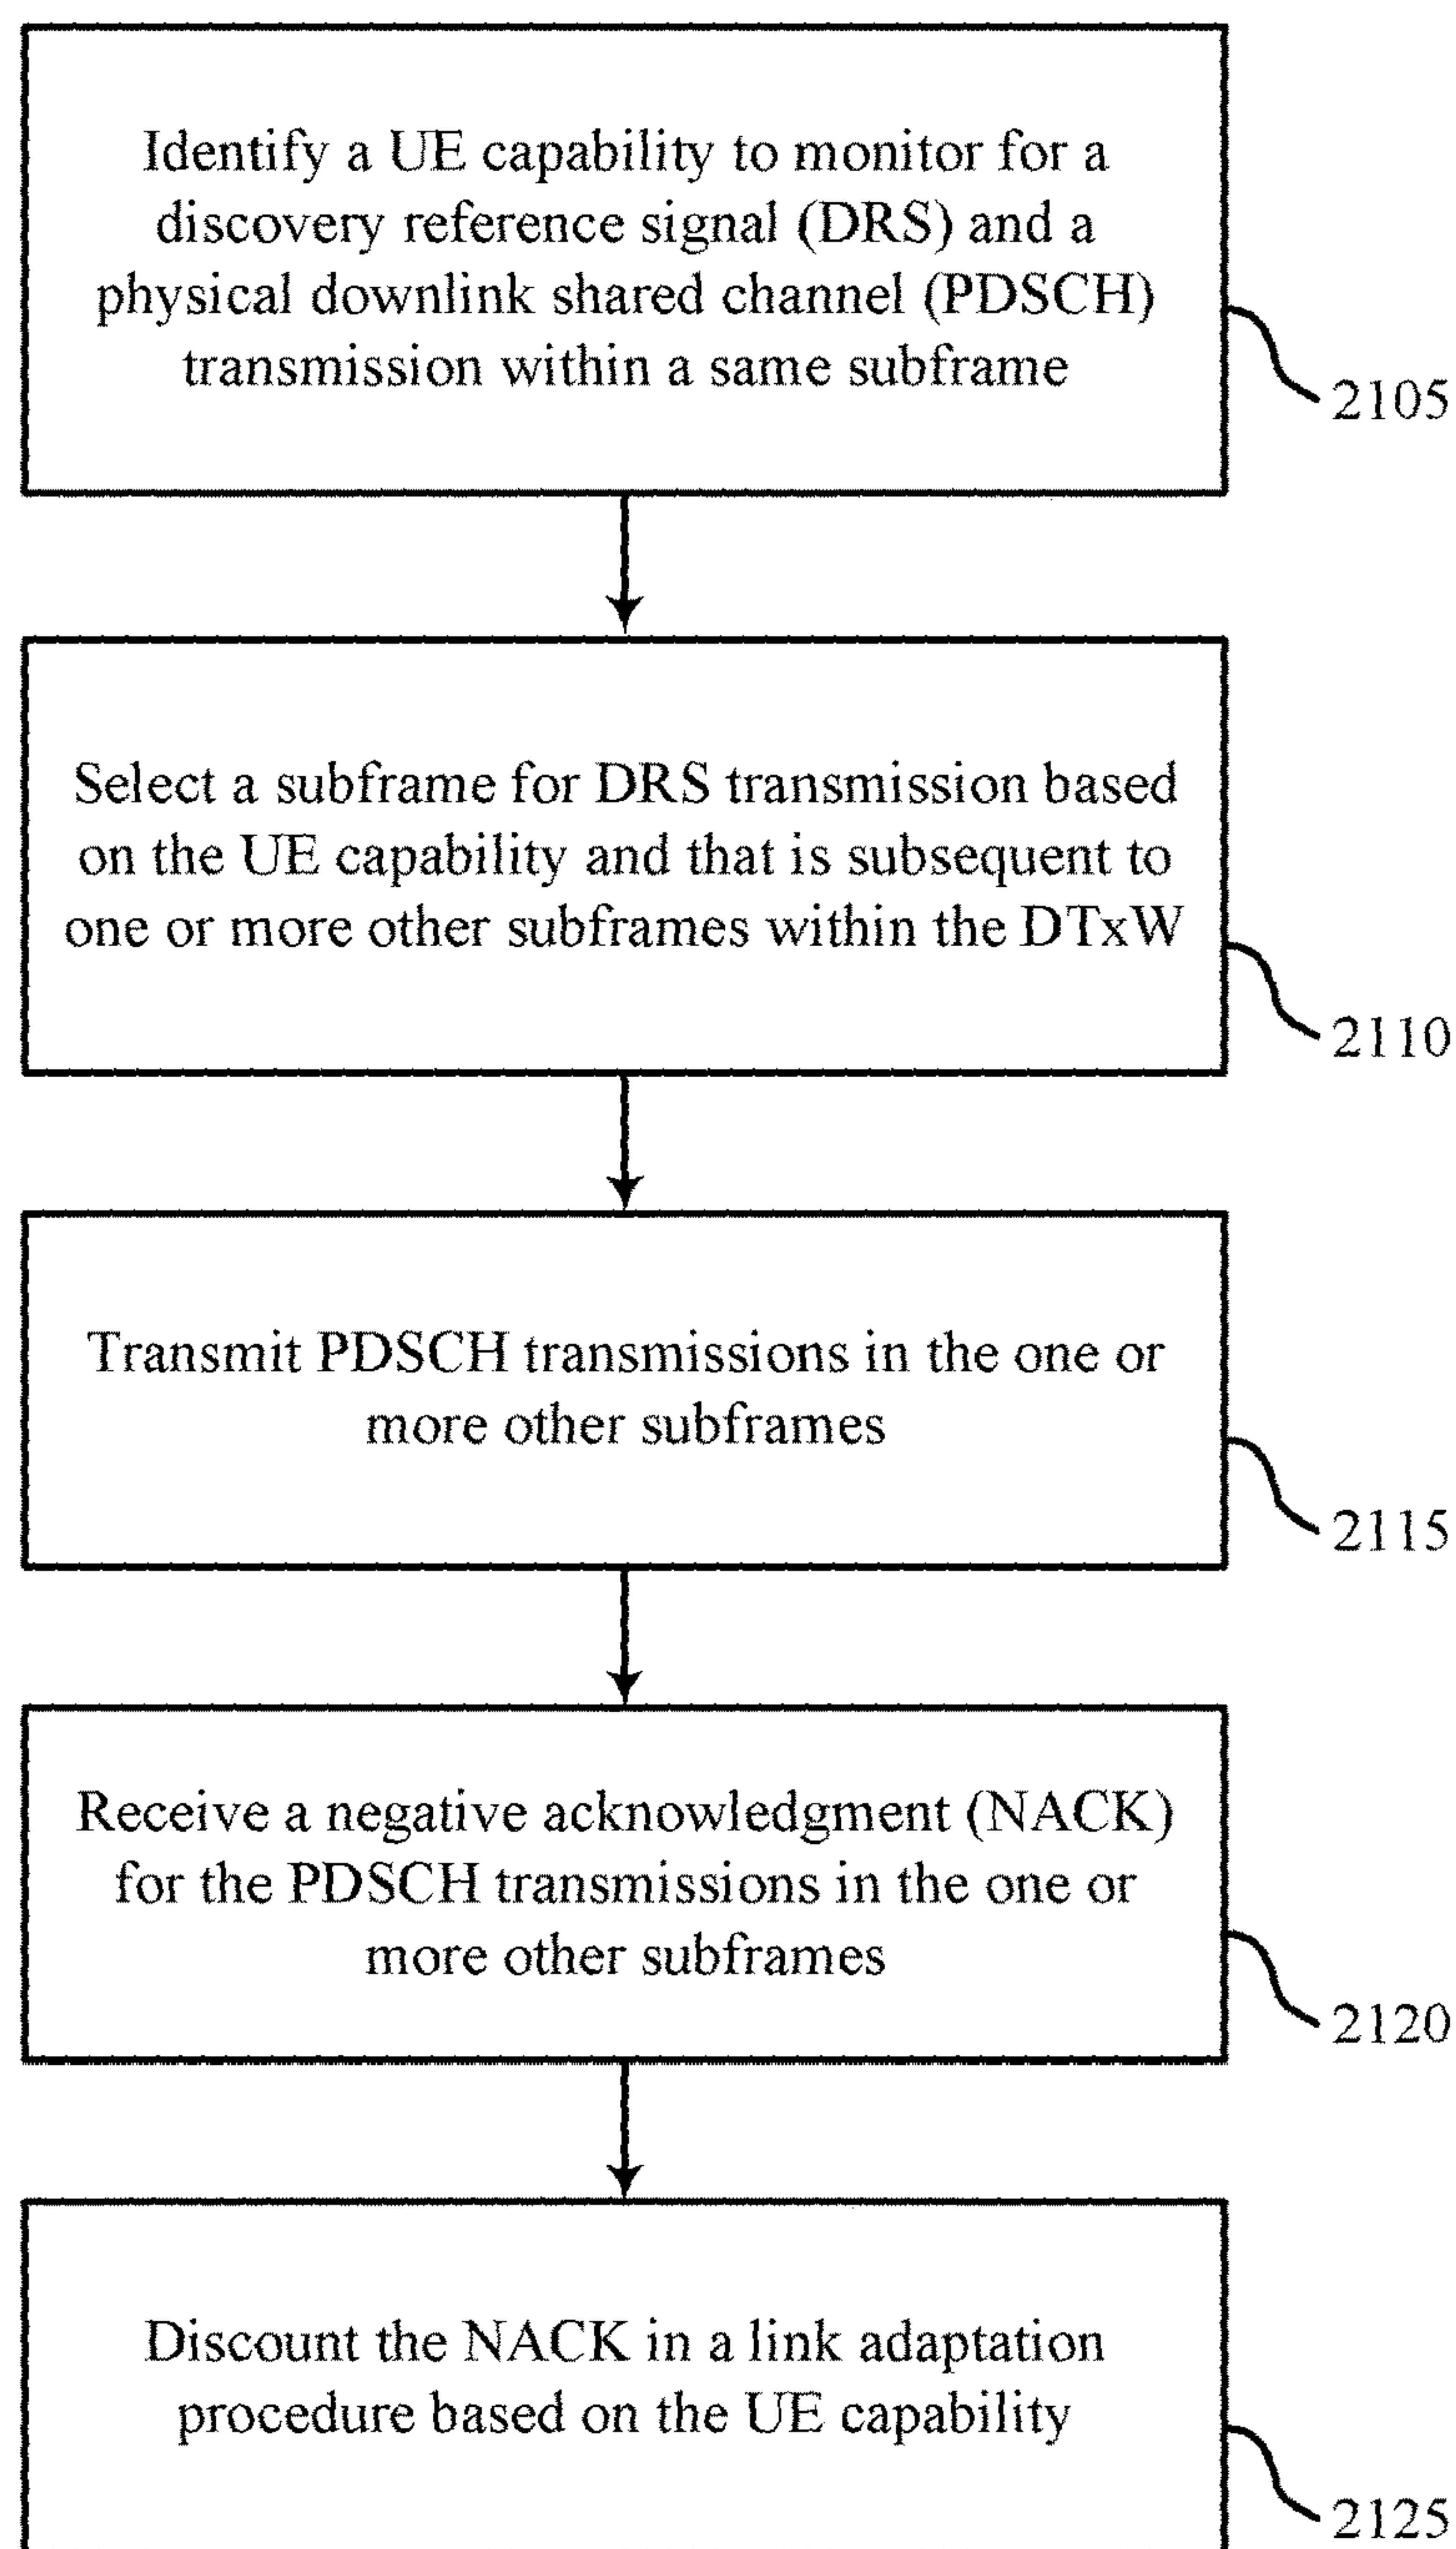 Identify a UE capability to monitor for a
discovery reference signal (DRS) and a
physical downlink shared channel (PDSCH)
transmission within a same subframe
2105
Select a subframe for DRS transmission based
on the UE capability and that is subsequent to
one or more other subframes within the DTxW
2110
Transmit PDSCH transmissions in the one or
more other subframes
2115
Receive a negative acknowledgment (NACK)
for the PDSCH transmissions in the one or
more other subframes
2120
Discount the NACK in a link adaptation
procedure based on the UE capability
2125